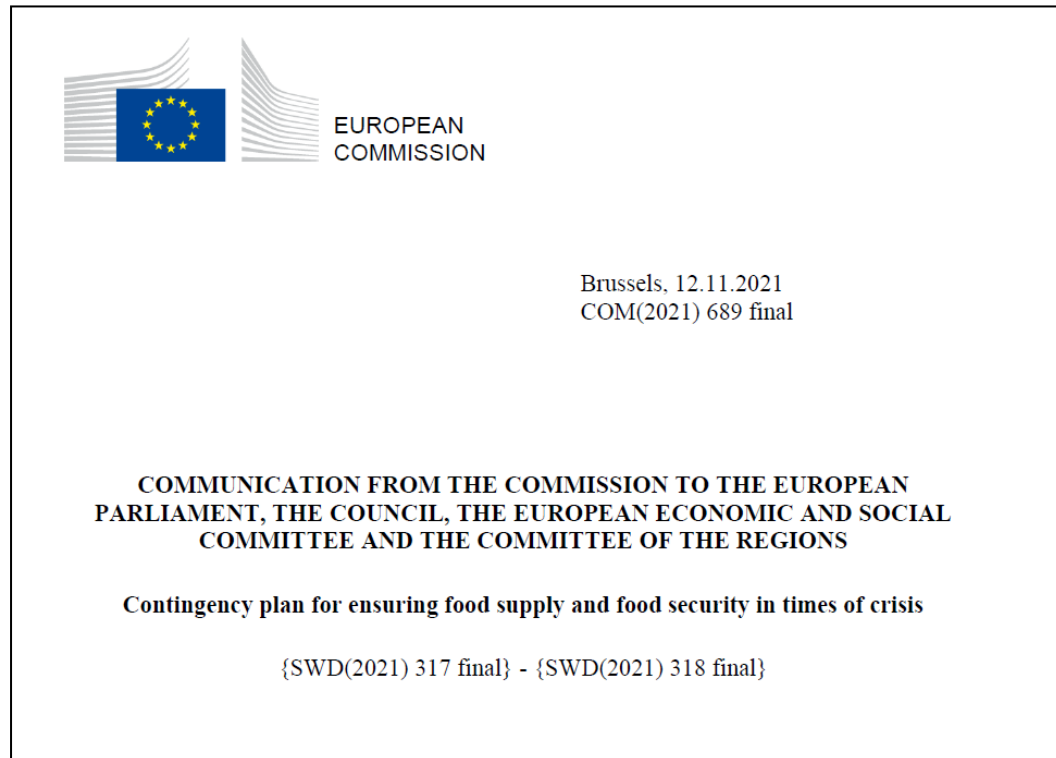 EUROPEAN
COMMISSION
Brussels, 12.11.2021
COM(2021) 689 final
COMMUNICATION FROM THE COMMISSION TO THE EUROPEAN
PARLIAMENT, THE COUNCIL, THE EUROPEAN ECONOMIC AND SOCIAL
COMMITTEE AND THE COMMITTEE OF THE REGIONS
Contingency plan for ensuring food supply and food security in times of crisis
{SWD(2021) 317 final} - {SWD(2021) 318 final}